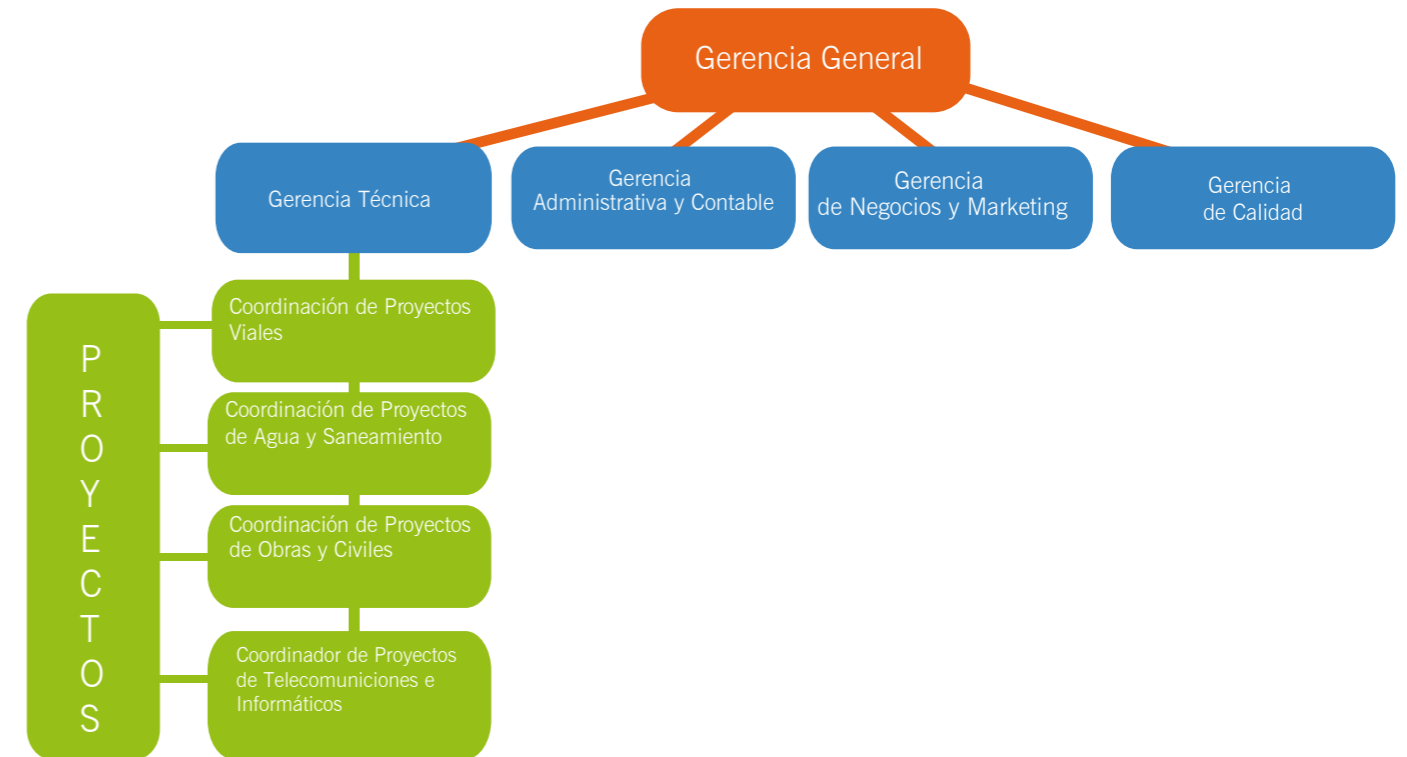 Gerencia General
Gerencia Técnica
Gerencia
Administrativa y Contable
Gerencia
de Negocios y Marketing
Gerencia
de Calidad
PROYECTOS
Coordinación de Proyectos
Viales
Coordinación de Proyectos
de Agua y Saneamiento
Coordinación de Proyectos
de Obras y Civiles
Coordinador de Proyectos
de Telecomuniciones e
Informáticos